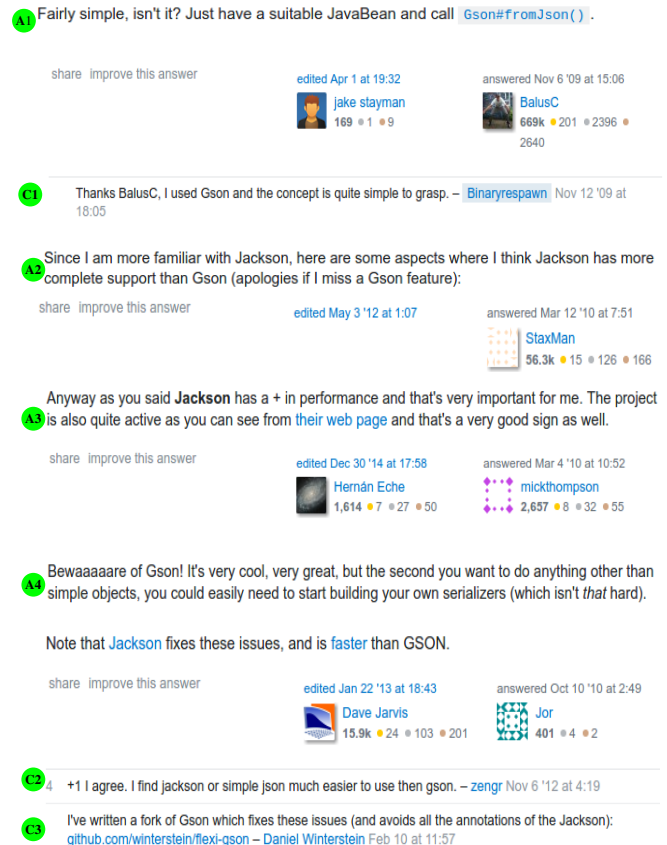 A1 Fairly simple, isn't it? Just have a suitable JavaBean and call Gson#fromJson().
share improve this answer
edited Apr 1 at 19:32
jake stayman
169 ●1 ●9
answered Nov 6 '09 at 15:06
BalusC
669k ●201 ●2396 ●
2640
C1 Thanks BalusC, I used Gson and the concept is quite simple to grasp. – Binaryrespawn Nov 12 '09 at
18:05
A2 Since I am more familiar with Jackson, here are some aspects where I think Jackson has more
complete support than Gson (apologies if I miss a Gson feature):
share improve this answer
edited May 3 '12 at 1:07
answered Mar 12 '10 at 7:51
StaxMan
56.3k ●15 ●126 ●166
Anyway as you said Jackson has a + in performance and that's very important for me. The project
A3 is also quite active as you can see from their web page and that's a very good sign as well.
share improve this answer
edited Dec 30 '14 at 17:58
Hernán Eche
1,614 ●7 ●27 ●50
answered Mar 4 '10 at 10:52
mickthompson
2,657 ●8 ●32 ●55
A4 Bewaaaaare of Gson! It's very cool, very great, but the second you want to do anything other than
simple objects, you could easily need to start building your own serializers (which isn't that hard).
Note that Jackson fixes these issues, and is faster than GSON.
share improve this answer
edited Jan 22 '13 at 18:43
Dave Jarvis
15.9k ●24 ●103 ●201
answered Oct 10 '10 at 2:49
Jor
401 ●4 ●2
C2 4 +1 I agree. I find jackson or simple json much easier to use then gson. – zengr Nov 6 '12 at 4:19
C3 I've written a fork of Gson which fixes these issues (and avoids all the annotations of the Jackson):
github.com/winterstein/flexi-gson – Daniel Winterstein Feb 10 at 11:57